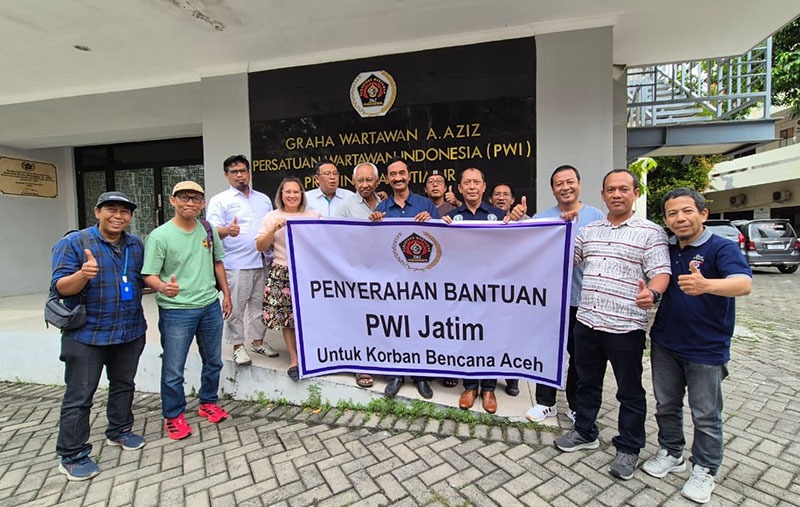 GRAHA WARTAWAN A.AZIZ
PERSATUAN WARTAWAN INDONESIA (PWI)
PENYERAHAN BANTUAN
PWI Jatim
Untuk Korban Bencana Aceh